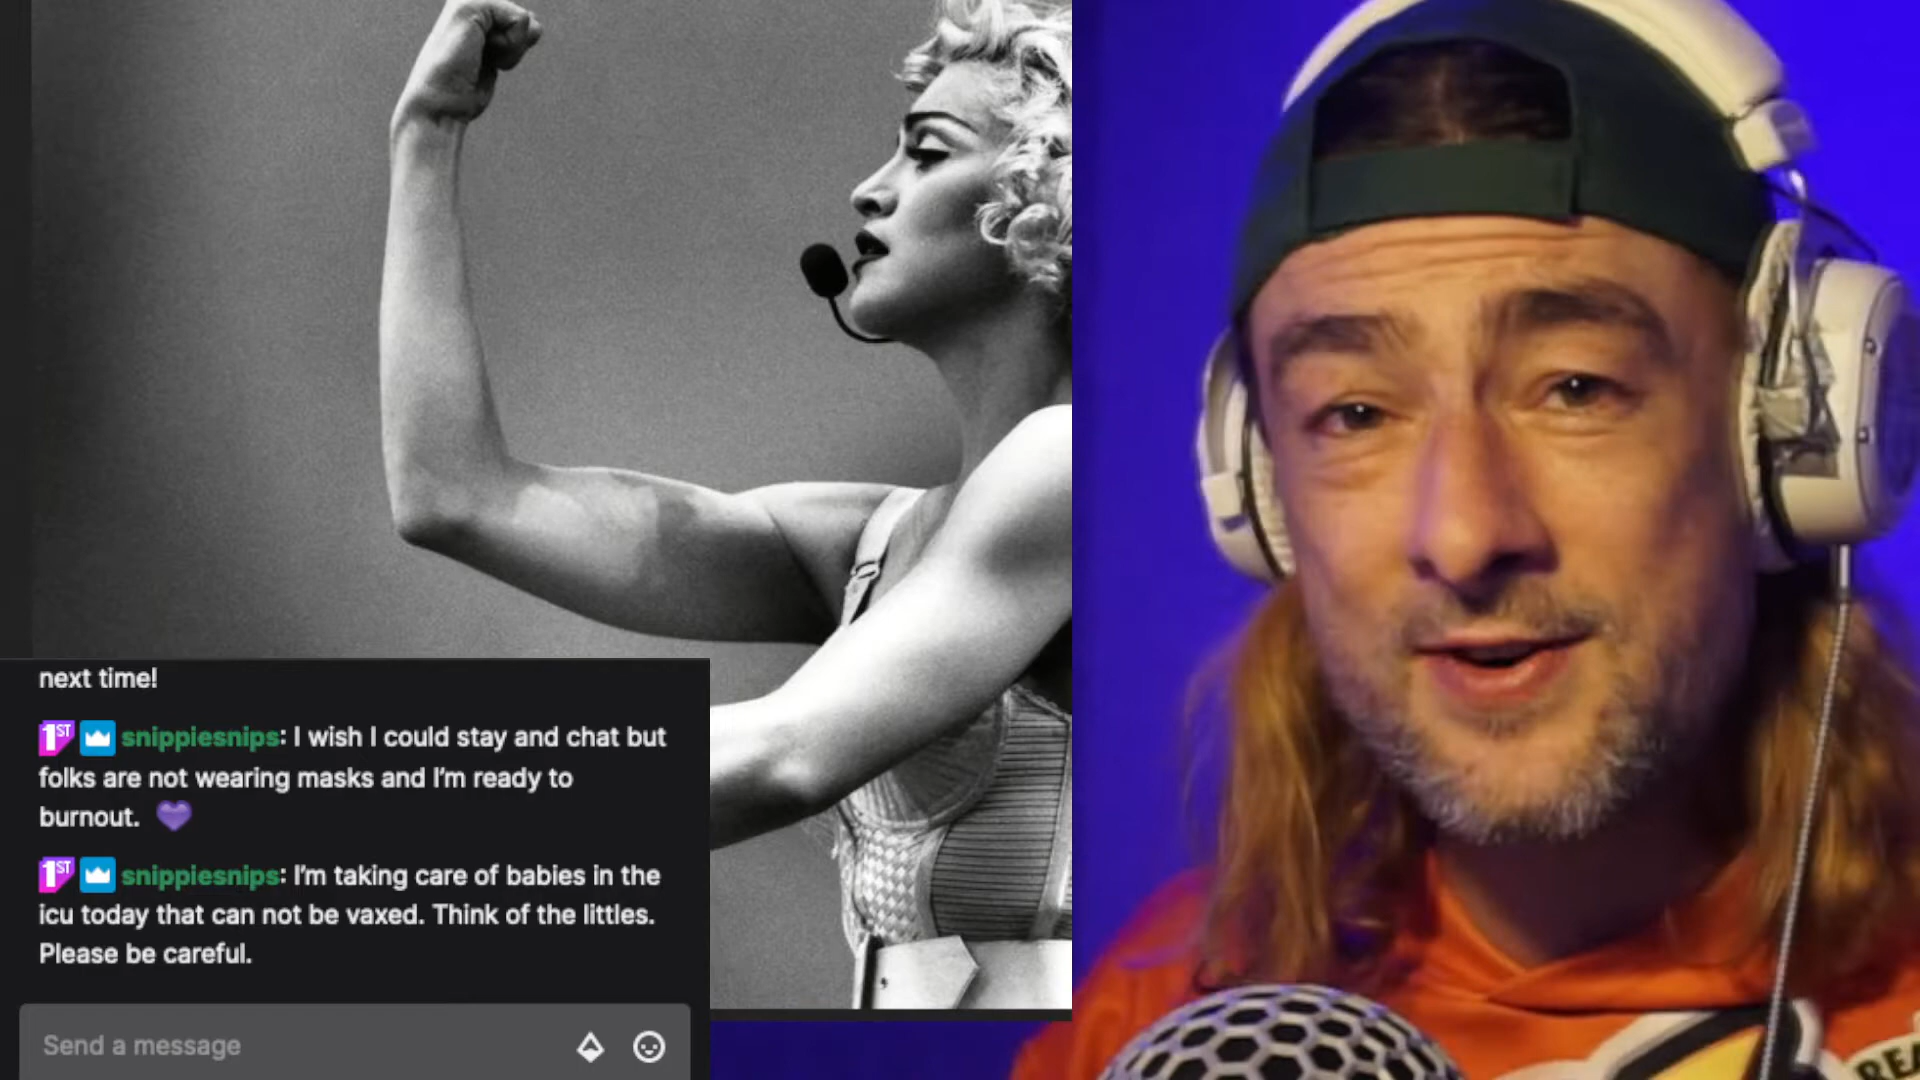 next time!
1ST snippiesnips: I wish I could stay and chat but
folks are not wearing masks and I'm ready to
burnout. 💜
1ST snippiesnips: I'm taking care of babies in the
icu today that can not be vaxed. Think of the littles.
Please be careful.
Send a message